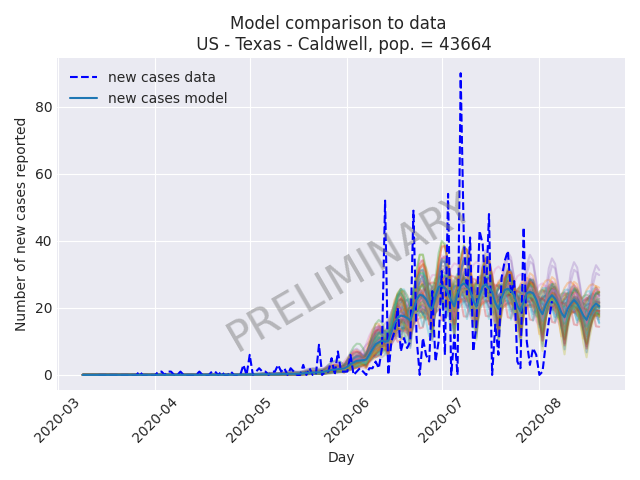 Model comparison to data
US - Texas - Caldwell, pop. = 43664
new cases data
new cases model
PRELIMINARY
Number of new cases reported
80
60
40
20
0
2020-03
2020-04
2020-05
2020-06
2020-07
2020-08
Day